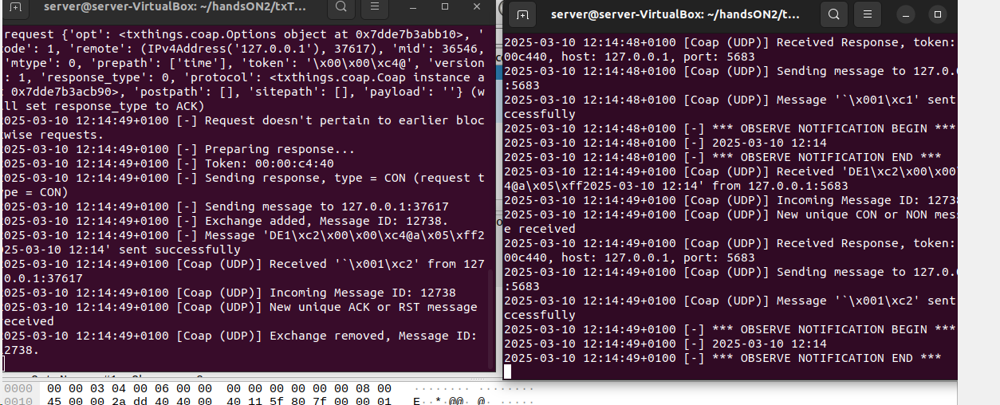 server@server-VirtualBox: ~/handsON2/txT...
request {'opt': <txthings.coap.Options object at 0x7dde7b3abb10>, '
ode': 1, 'remote': (IPv4Address('127.0.0.1'), 37617), 'mid': 36546,
'mtype': 0, 'prepath': ['time'], 'token': '\x00\x00\xc4@', 'version
: 1, 'response_type': 0, 'protocol': <txthings.coap.Coap instance a
0x7dde7b3acb90>, 'postpath': [], 'sitepath': [], 'payload': ''} (w
ll set response_type to ACK)
025-03-10 12:14:49+0100 [-] Request doesn't pertain to earlier bloc
wise requests.
025-03-10 12:14:49+0100 [-] Preparing response...
025-03-10 12:14:49+0100 [-] Token: 00:00:c4:40
025-03-10 12:14:49+0100 [-] Sending response, type = CON (request t
pe = CON)
025-03-10 12:14:49+0100 [-] Sending message to 127.0.0.1:37617
025-03-10 12:14:49+0100 [-] Exchange added, Message ID: 12738.
025-03-10 12:14:49+0100 [-] Message 'DE1\xc2\x00\x00\xc4@a\x05\xff2
25-03-10 12:14' sent successfully
025-03-10 12:14:49+0100 [Coap (UDP)] Received '`\x001\xc2' from 127
0.0.1:37617
025-03-10 12:14:49+0100 [Coap (UDP)] Incoming Message ID: 12738
025-03-10 12:14:49+0100 [Coap (UDP)] New unique ACK or RST message
eceived
025-03-10 12:14:49+0100 [Coap (UDP)] Exchange removed, Message ID:
2738.
server@server-VirtualBox: ~/handsON2/t...
2025-03-10 12:14:48+0100 [Coap (UDP)] Received Response, token:
00c440, host: 127.0.0.1, port: 5683
2025-03-10 12:14:48+0100 [Coap (UDP)] Sending message to 127.0.0
:5683
2025-03-10 12:14:48+0100 [Coap (UDP)] Message '`\x001\xc1' sent
ccessfully
2025-03-10 12:14:48+0100 [-] *** OBSERVE NOTIFICATION BEGIN ***
2025-03-10 12:14:48+0100 [-] 2025-03-10 12:14
2025-03-10 12:14:48+0100 [-] *** OBSERVE NOTIFICATION END ***
2025-03-10 12:14:49+0100 [Coap (UDP)] Received 'DE1\xc2\x00\x00\
4@a\x05\xff2025-03-10 12:14' from 127.0.0.1:5683
2025-03-10 12:14:49+0100 [Coap (UDP)] Incoming Message ID: 12738
2025-03-10 12:14:49+0100 [Coap (UDP)] New unique CON or NON mess
e received
2025-03-10 12:14:49+0100 [Coap (UDP)] Received Response, token:
00c440, host: 127.0.0.1, port: 5683
2025-03-10 12:14:49+0100 [Coap (UDP)] Sending message to 127.0.0
:5683
2025-03-10 12:14:49+0100 [Coap (UDP)] Message '`\x001\xc2' sent
ccessfully
2025-03-10 12:14:49+0100 [-] *** OBSERVE NOTIFICATION BEGIN ***
2025-03-10 12:14:49+0100 [-] 2025-03-10 12:14
2025-03-10 12:14:49+0100 [-] *** OBSERVE NOTIFICATION END ***
0000 00 00 03 04 00 06 00 00 00 00 00 00 00 00 08 00 ········ ········
0010 45 00 00 2a dd 40 40 00 40 11 5f 80 7f 00 00 01 E··*·@@· @·_·····